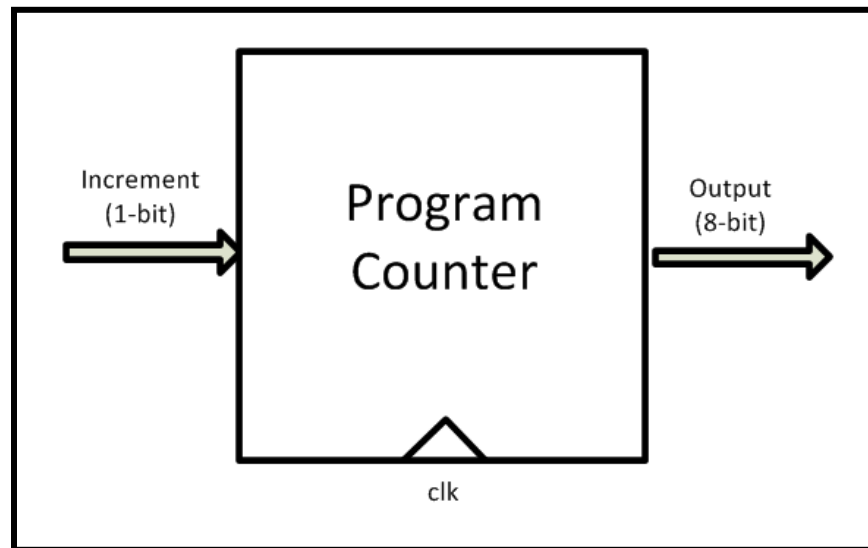 Increment
(1-bit)
Program
Counter
Output
(8-bit)
clk